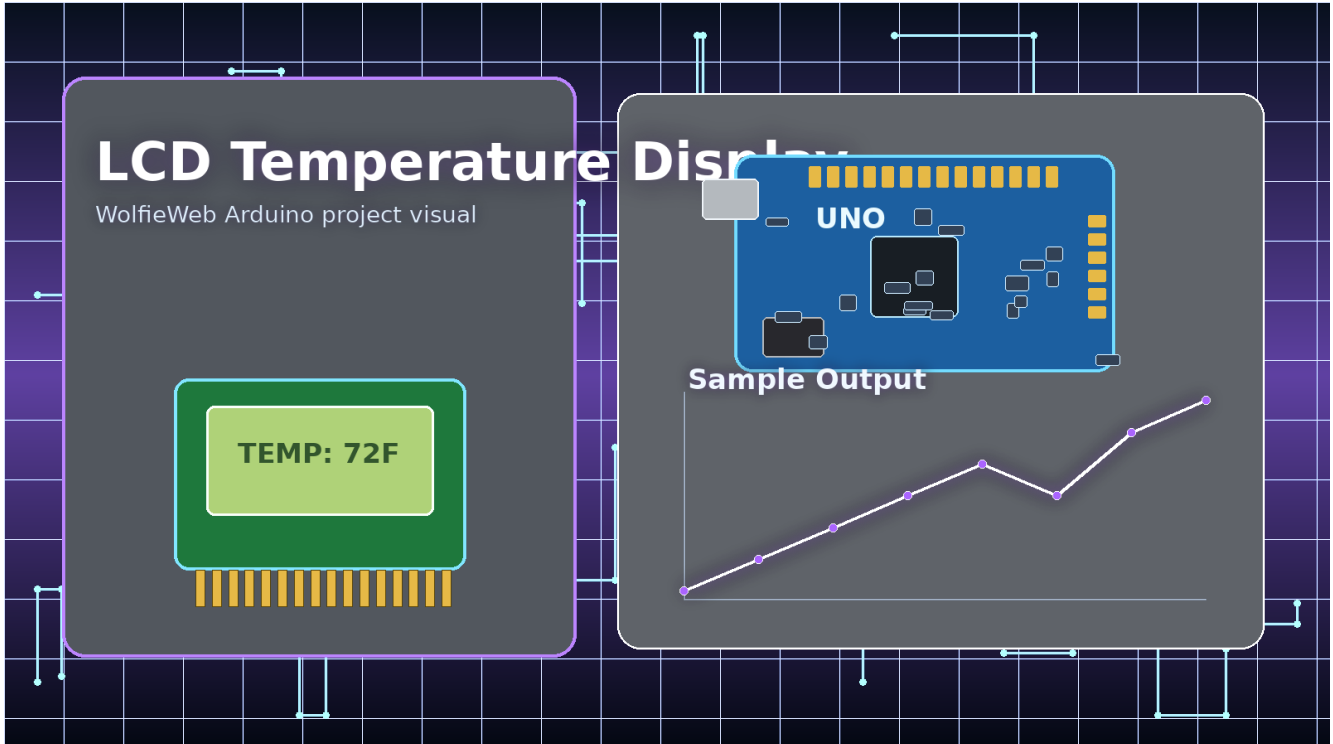 LCD Temperature Display
WolfieWeb Arduino project visual
UNO
Sample Output
TEMP: 72F